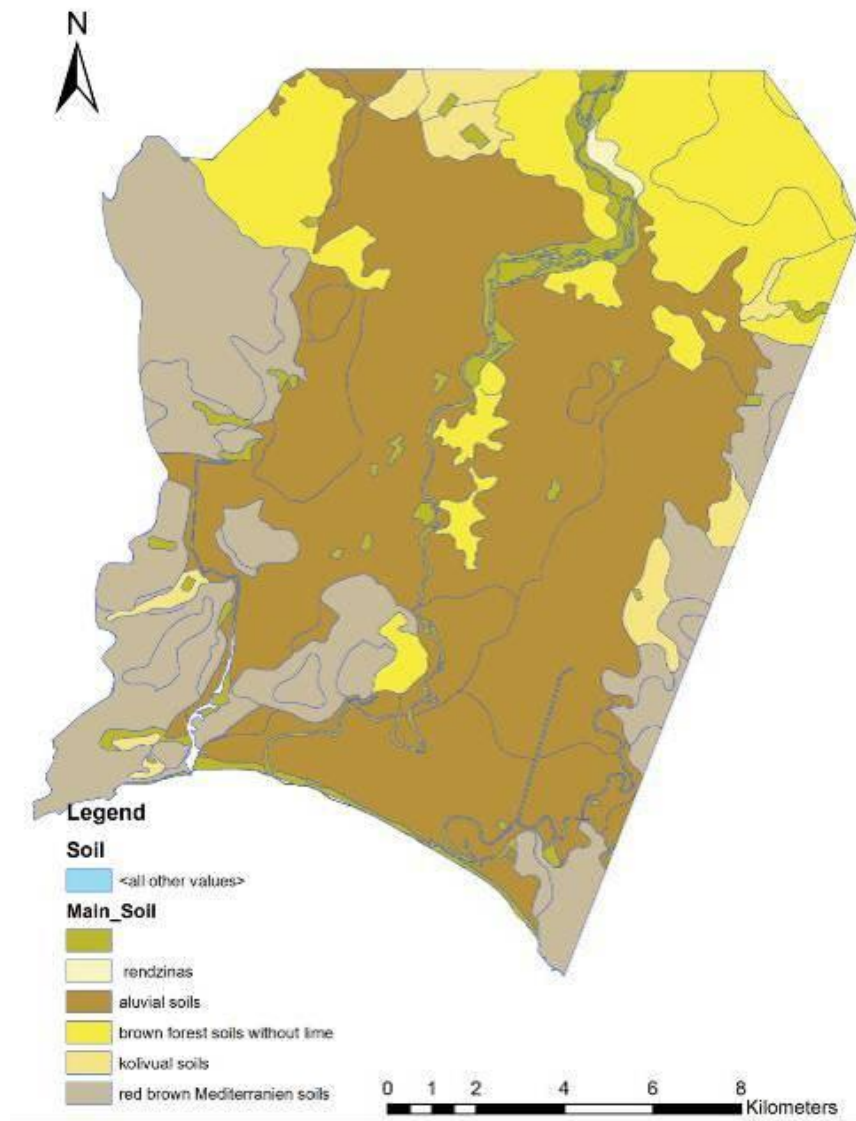 N
Legend
Soil
<all other values>
Main_Soil
rendzinas
aluvial soils
brown forest soils without lime
kolivual soils
red brown Mediterranien soils
0 1 2 4 6 8
Kilometers